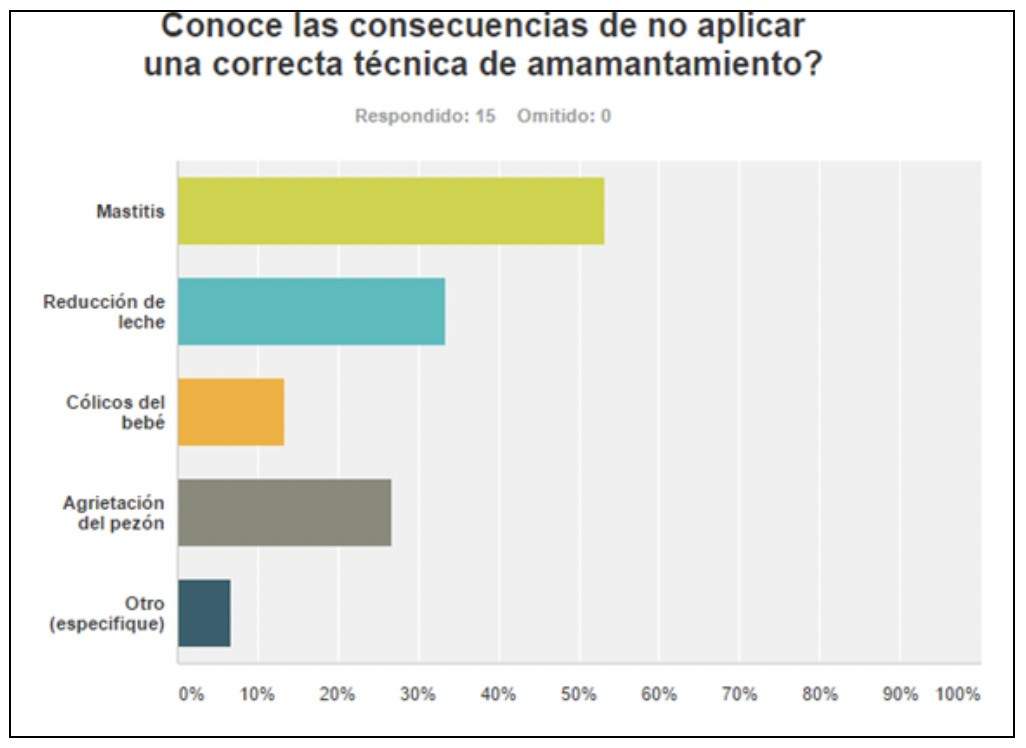 Conoce las consecuencias de no aplicar
una correcta técnica de amamantamiento?
Respondido: 15 Omitido: 0
Mastitis
Reducción de
leche
Cólicos del
bebé
Agrietación
del pezón
Otro
(especifique)
0% 10% 20% 30% 40% 50% 60% 70% 80% 90% 100%